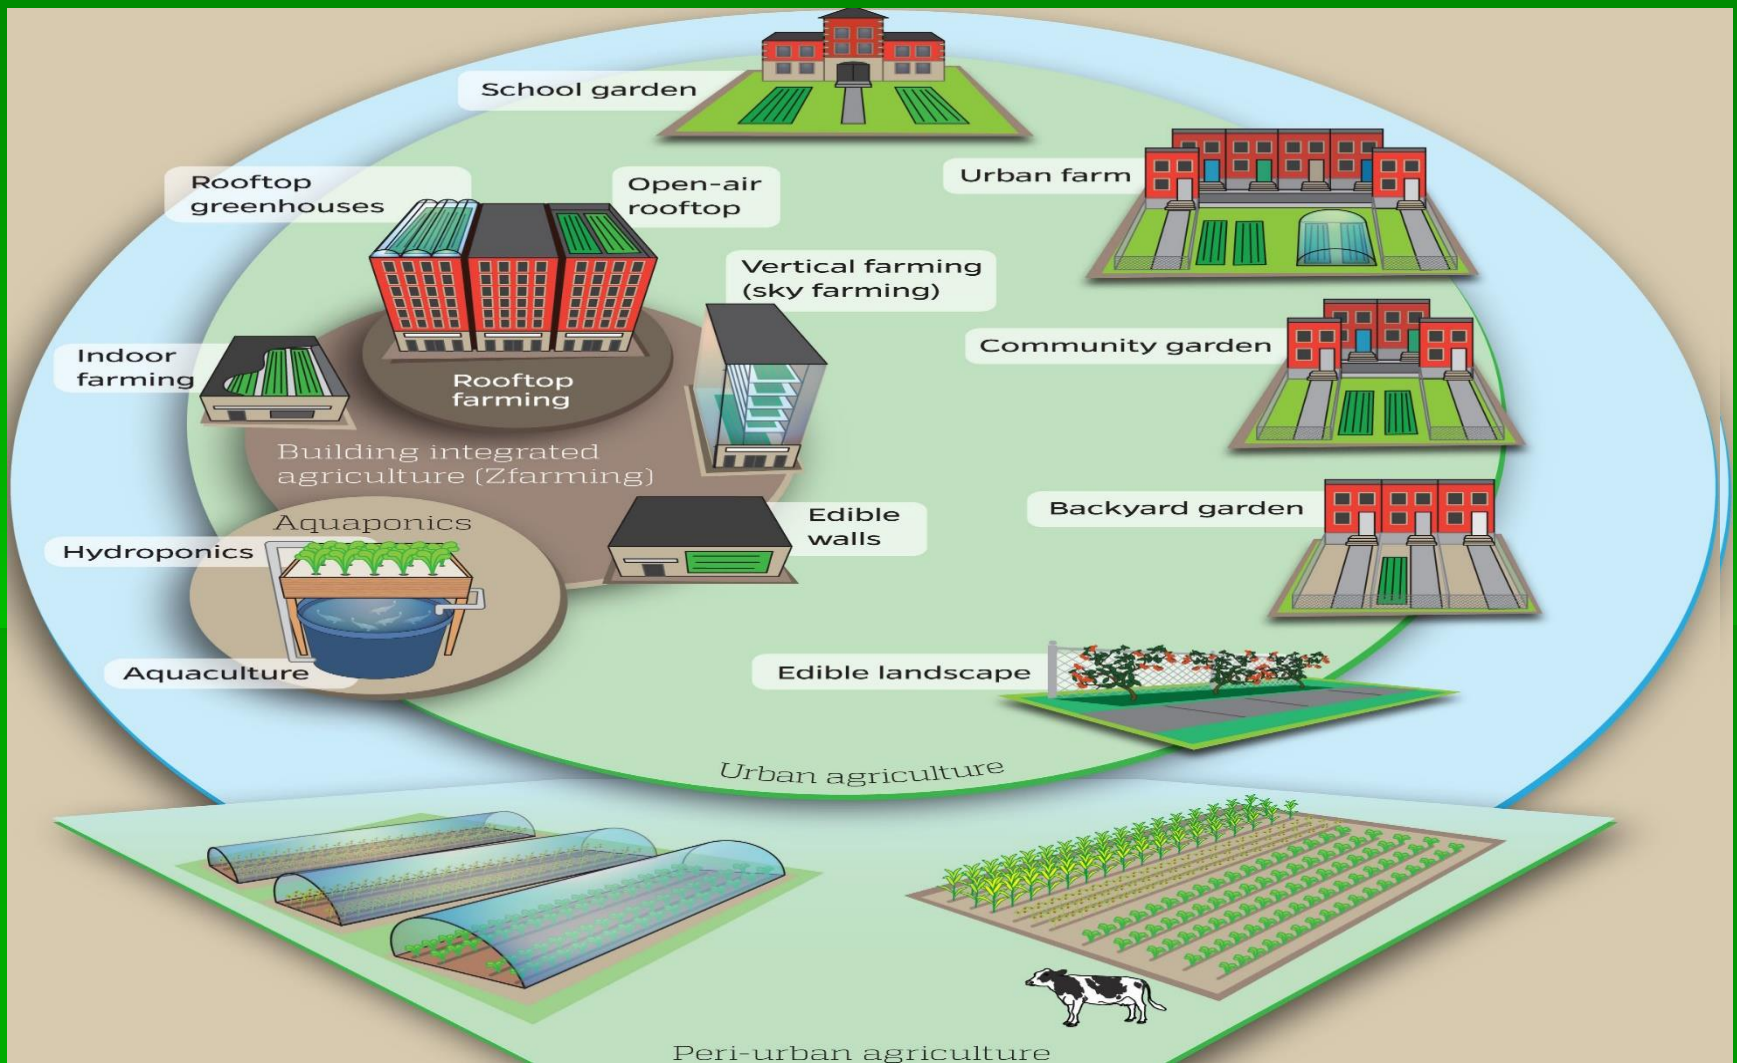 School garden
Urban farm
Rooftop
greenhouses
Open-air
rooftop
Vertical farming
(sky farming)
Community garden
Indoor
farming
Rooftop
farming
Building integrated
agriculture (Zfarming)
Backyard garden
Edible
walls
Aquaponics
Hydroponics
Aquaculture
Edible landscape
Urban agriculture
Peri-urban agriculture